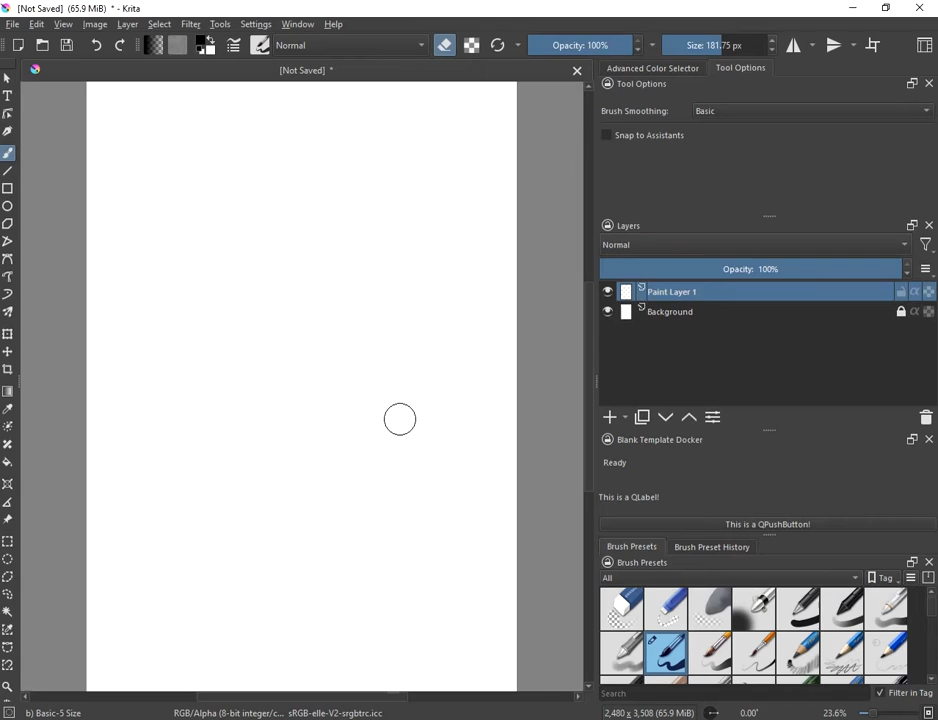 [Not Saved]  (65.9 MiB)  * - Krita
File Edit View Image Layer Select Filter Tools Settings Window Help
Normal Opacity: 100% Size: 181.75 px
[Not Saved]  *
Advanced Color Selector Tool Options
Tool Options
Brush Smoothing: Basic
Snap to Assistants
Layers
Normal
Opacity:  100%
Paint Layer 1
Background
Blank Template Docker
Ready
This is a QLabel!
This is a QPushButton!
Brush Presets Brush Preset History
Brush Presets
All Tag
Search Filter in Tag
b) Basic-5 Size RGB/Alpha (8-bit integer/c...  sRGB-elle-V2-srgbtrc.icc 2,480 x 3,508 (65.9 MiB) 0.00° 23.6%